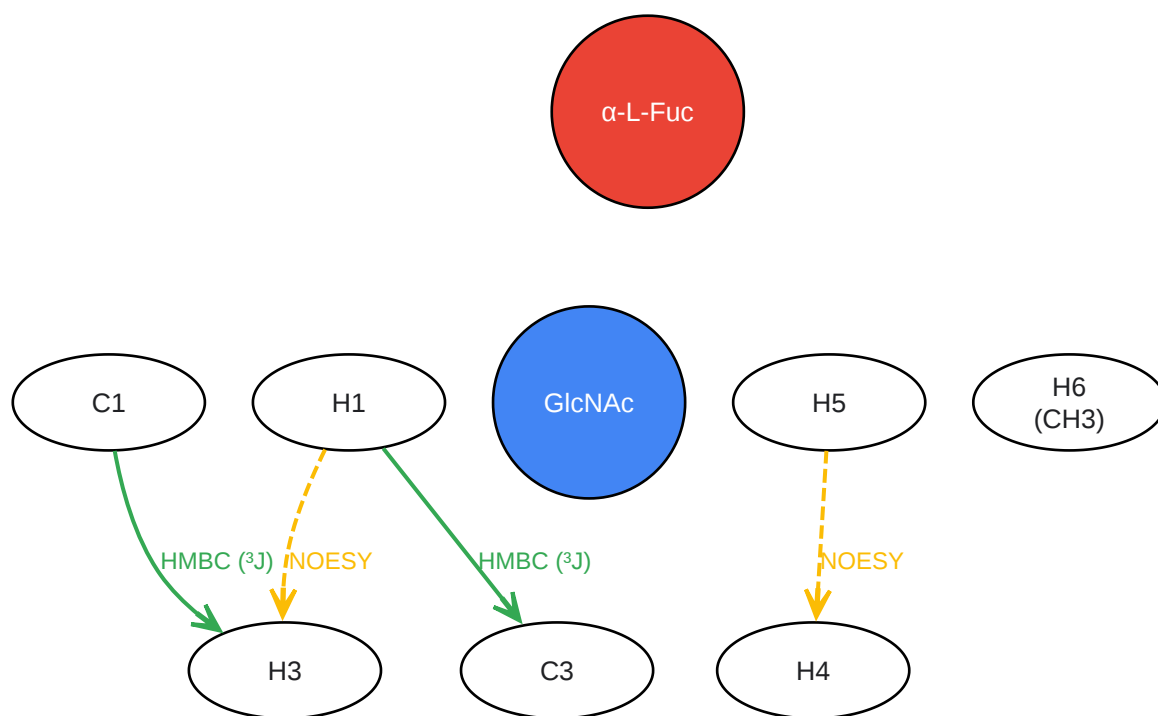 α-L-Fuc
C1
H1
GlcNAc
H5
H6
(CH3)
HMBC (³J)
NOESY
HMBC (³J)
NOESY
H3
C3
H4